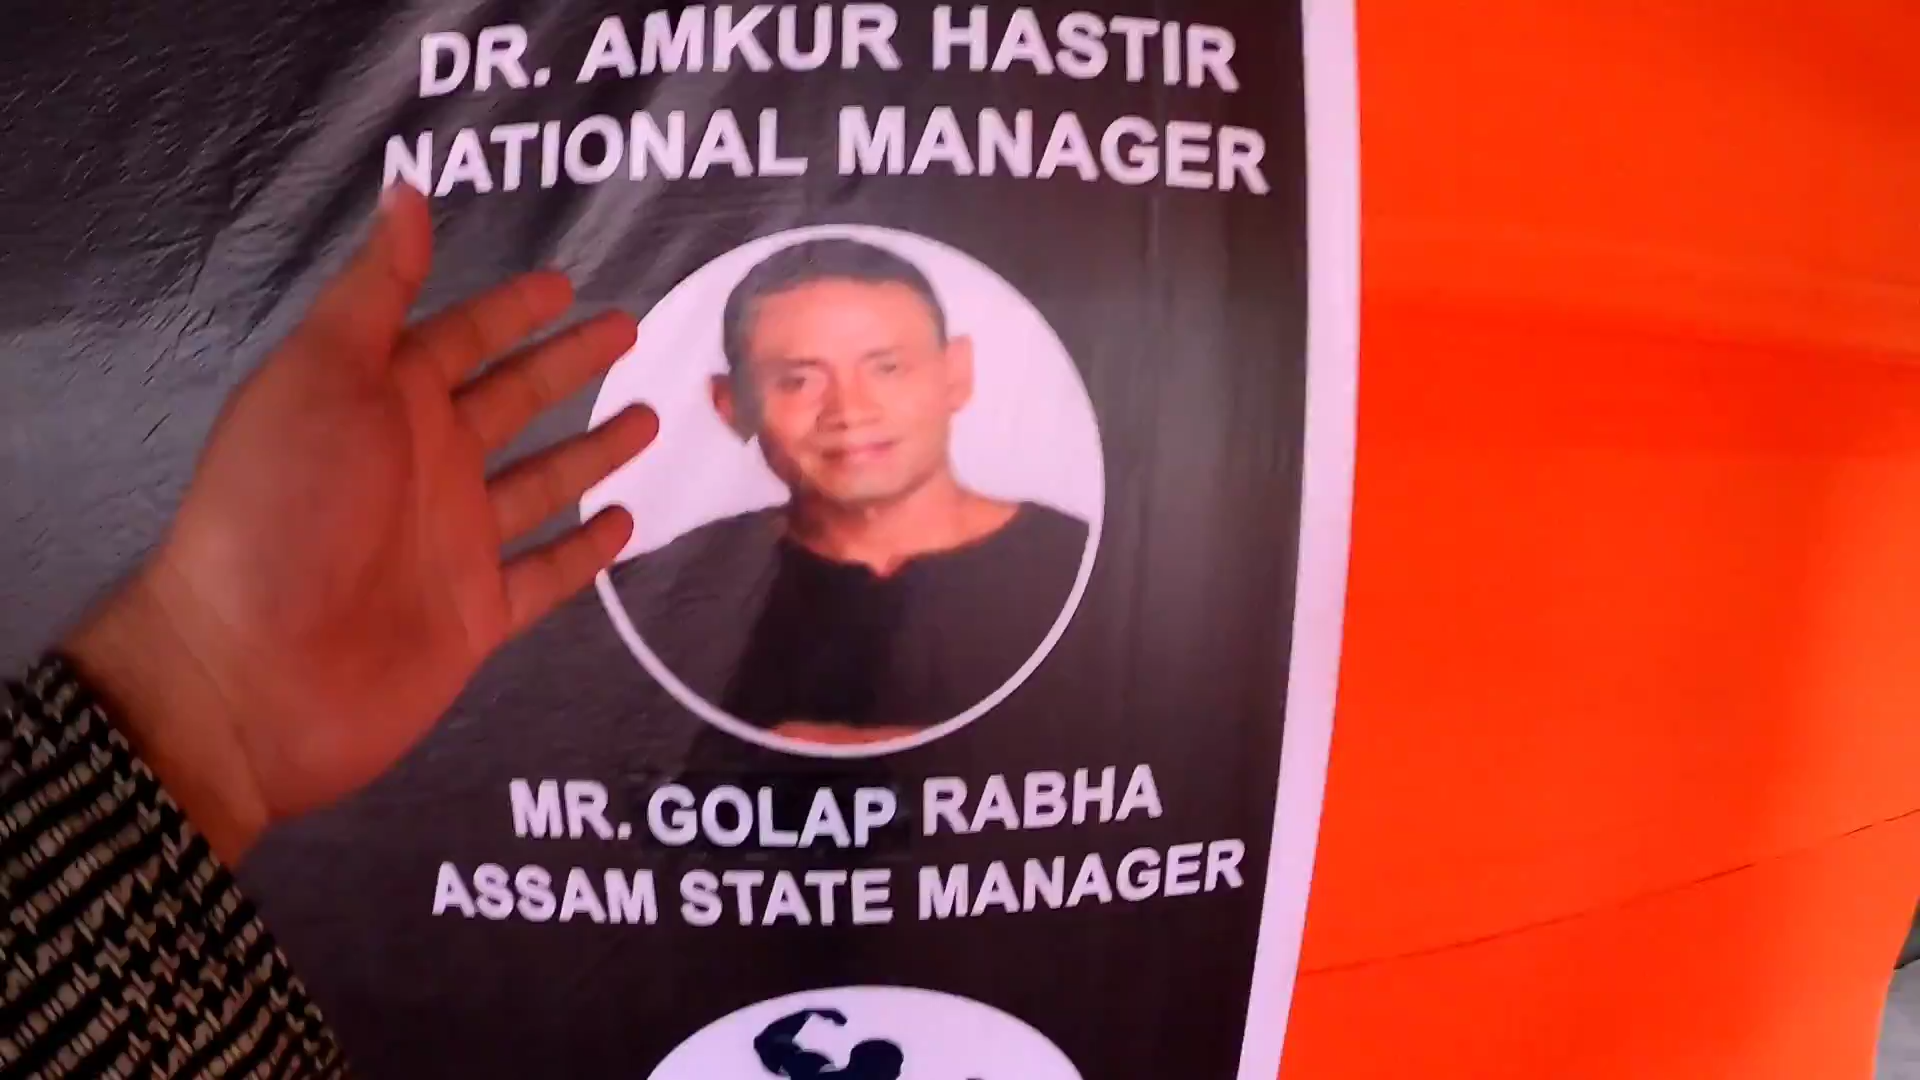 DR. AMKUR HASTIR
NATIONAL MANAGER
MR. GOLAP RABHA
ASSAM STATE MANAGER